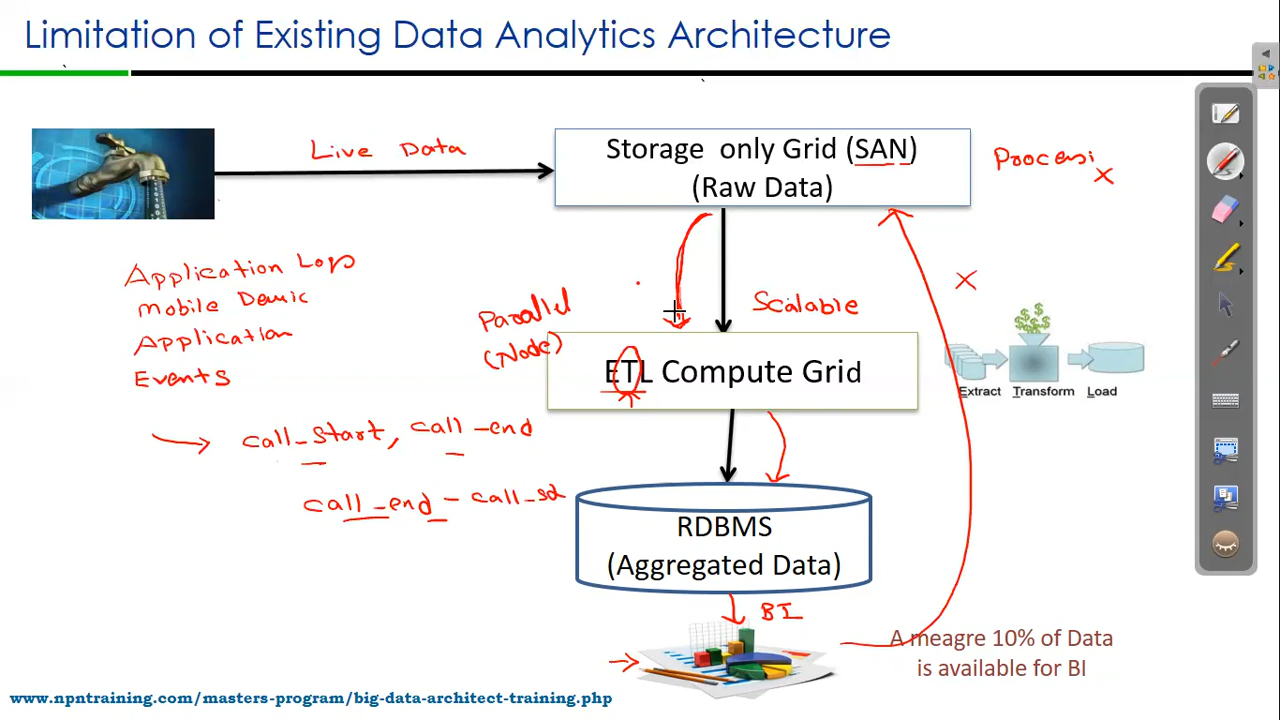 Limitation of Existing Data Analytics Architecture
Live Data
Storage only Grid (SAN)
(Raw Data)
Processi
X
Application Logs
Mobile
Application
Events
Parallel
(Node)
Scalable
X
ETL Compute Grid
Extract Transform Load
call_start, call_end
call_end - call_sd
RDBMS
(Aggregated Data)
BI
A meagre 10% of Data
is available for BI
www.npntraining.com/masters-program/big-data-architect-training.php